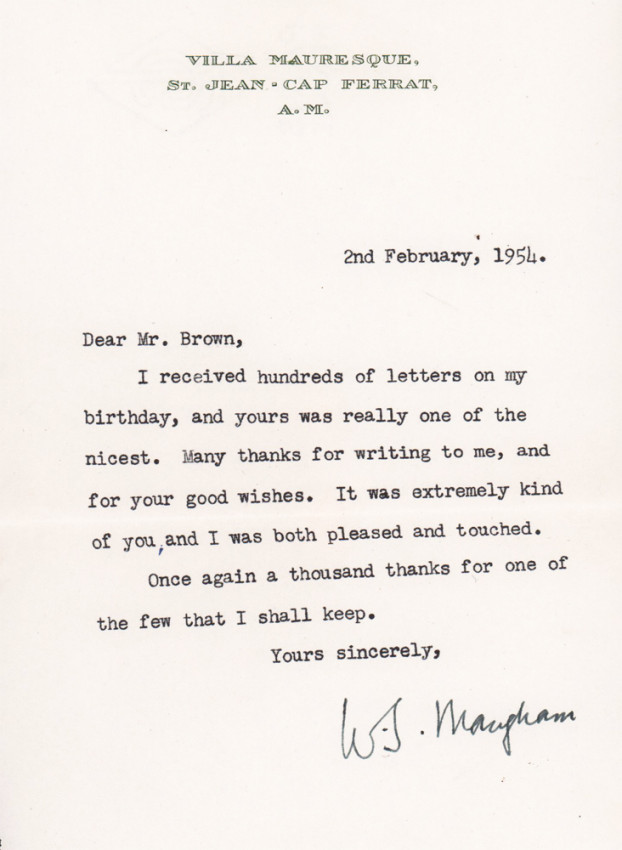 VILLA MAURESQUE,
ST. JEAN - CAP FERRAT,
A. M.
2nd February, 1954.
Dear Mr. Brown,
I received hundreds of letters on my
birthday, and yours was really one of the
nicest. Many thanks for writing to me, and
for your good wishes. It was extremely kind
of you, and I was both pleased and touched.
Once again a thousand thanks for one of
the few that I shall keep.
Yours sincerely,
W. S. Maugham